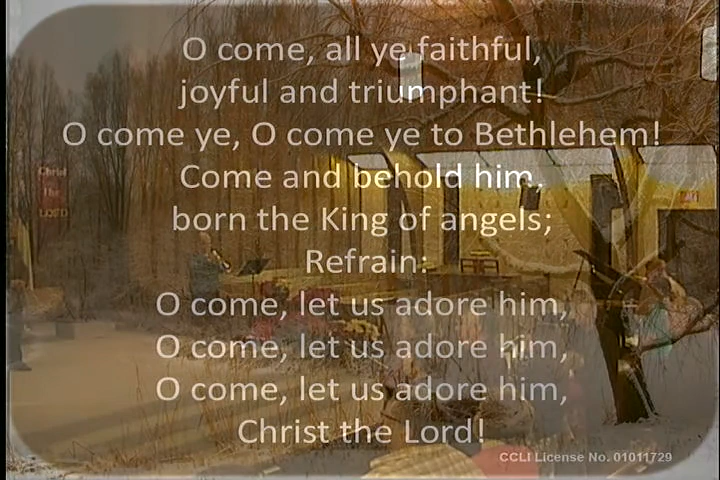 O come, all ye faithful,
joyful and triumphant!
O come ye, O come ye to Bethlehem!
Come and behold him,
born the King of angels;
Refrain:
O come, let us adore him,
O come, let us adore him,
O come, let us adore him,
Christ the Lord!
Christ
The
LORD
CCLI License No. 01011729